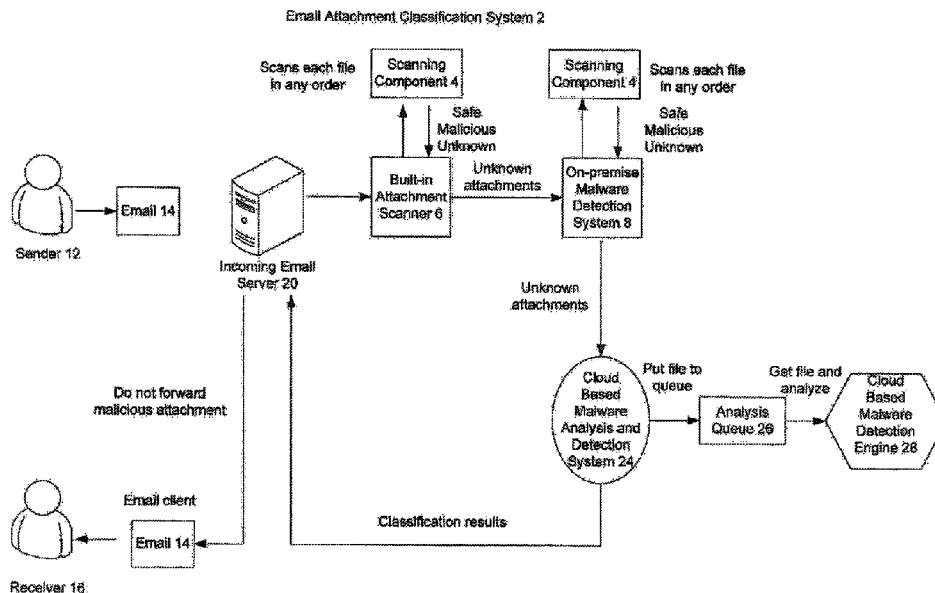 Email Attachment Classification System 2
Scans each file
in any order
Scanning
Component 4
Safe
Malicious
Unknown
Scanning
Component 4
Scans each file
in any order
Safe
Malicious
Unknown
Sender 12
Email 14
Incoming Email
Server 20
Built-in
Attachment
Scanner 6
Unknown
attachments
On-premise
Malware
Detection
System 8
Unknown
attachments
Do not forward
malicious attachment
Cloud
Based
Malware
Analysis and
Detection
System 24
Put file to
queue
Analysis
Queue 26
Get file and
analyze
Cloud
Based
Malware
Detection
Engine 28
Classification results
Email client
Email 14
Receiver 16